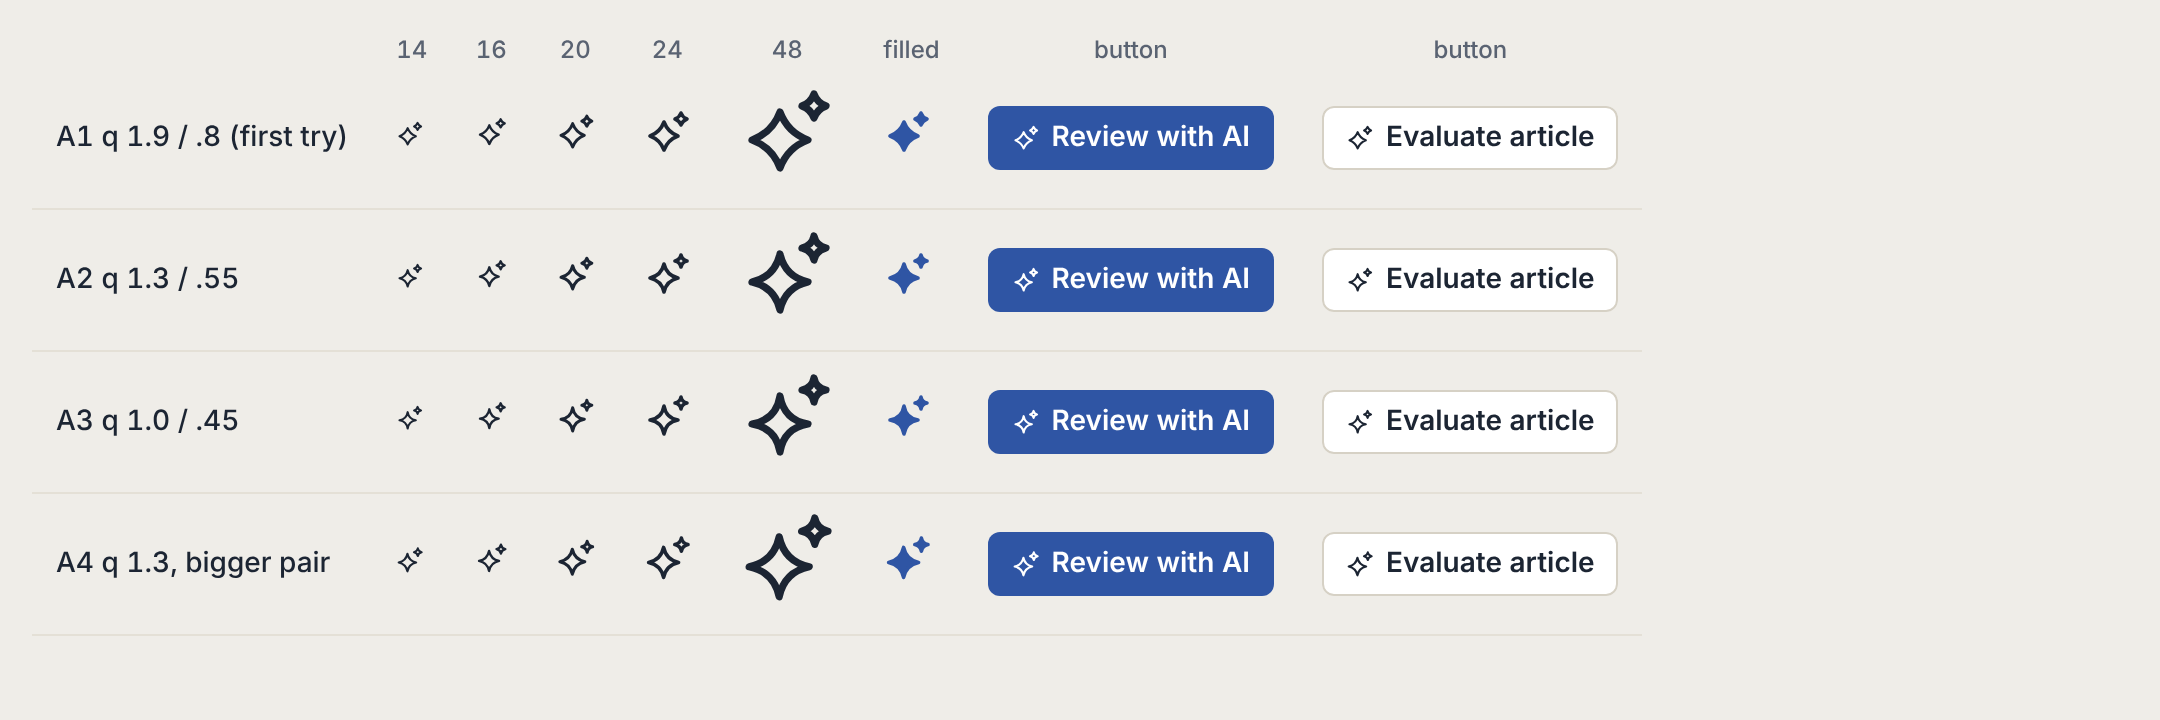 14 16 20 24 48 filled button button
A1 q 1.9 / .8 (first try) Review with AI Evaluate article
A2 q 1.3 / .55 Review with AI Evaluate article
A3 q 1.0 / .45 Review with AI Evaluate article
A4 q 1.3, bigger pair Review with AI Evaluate article